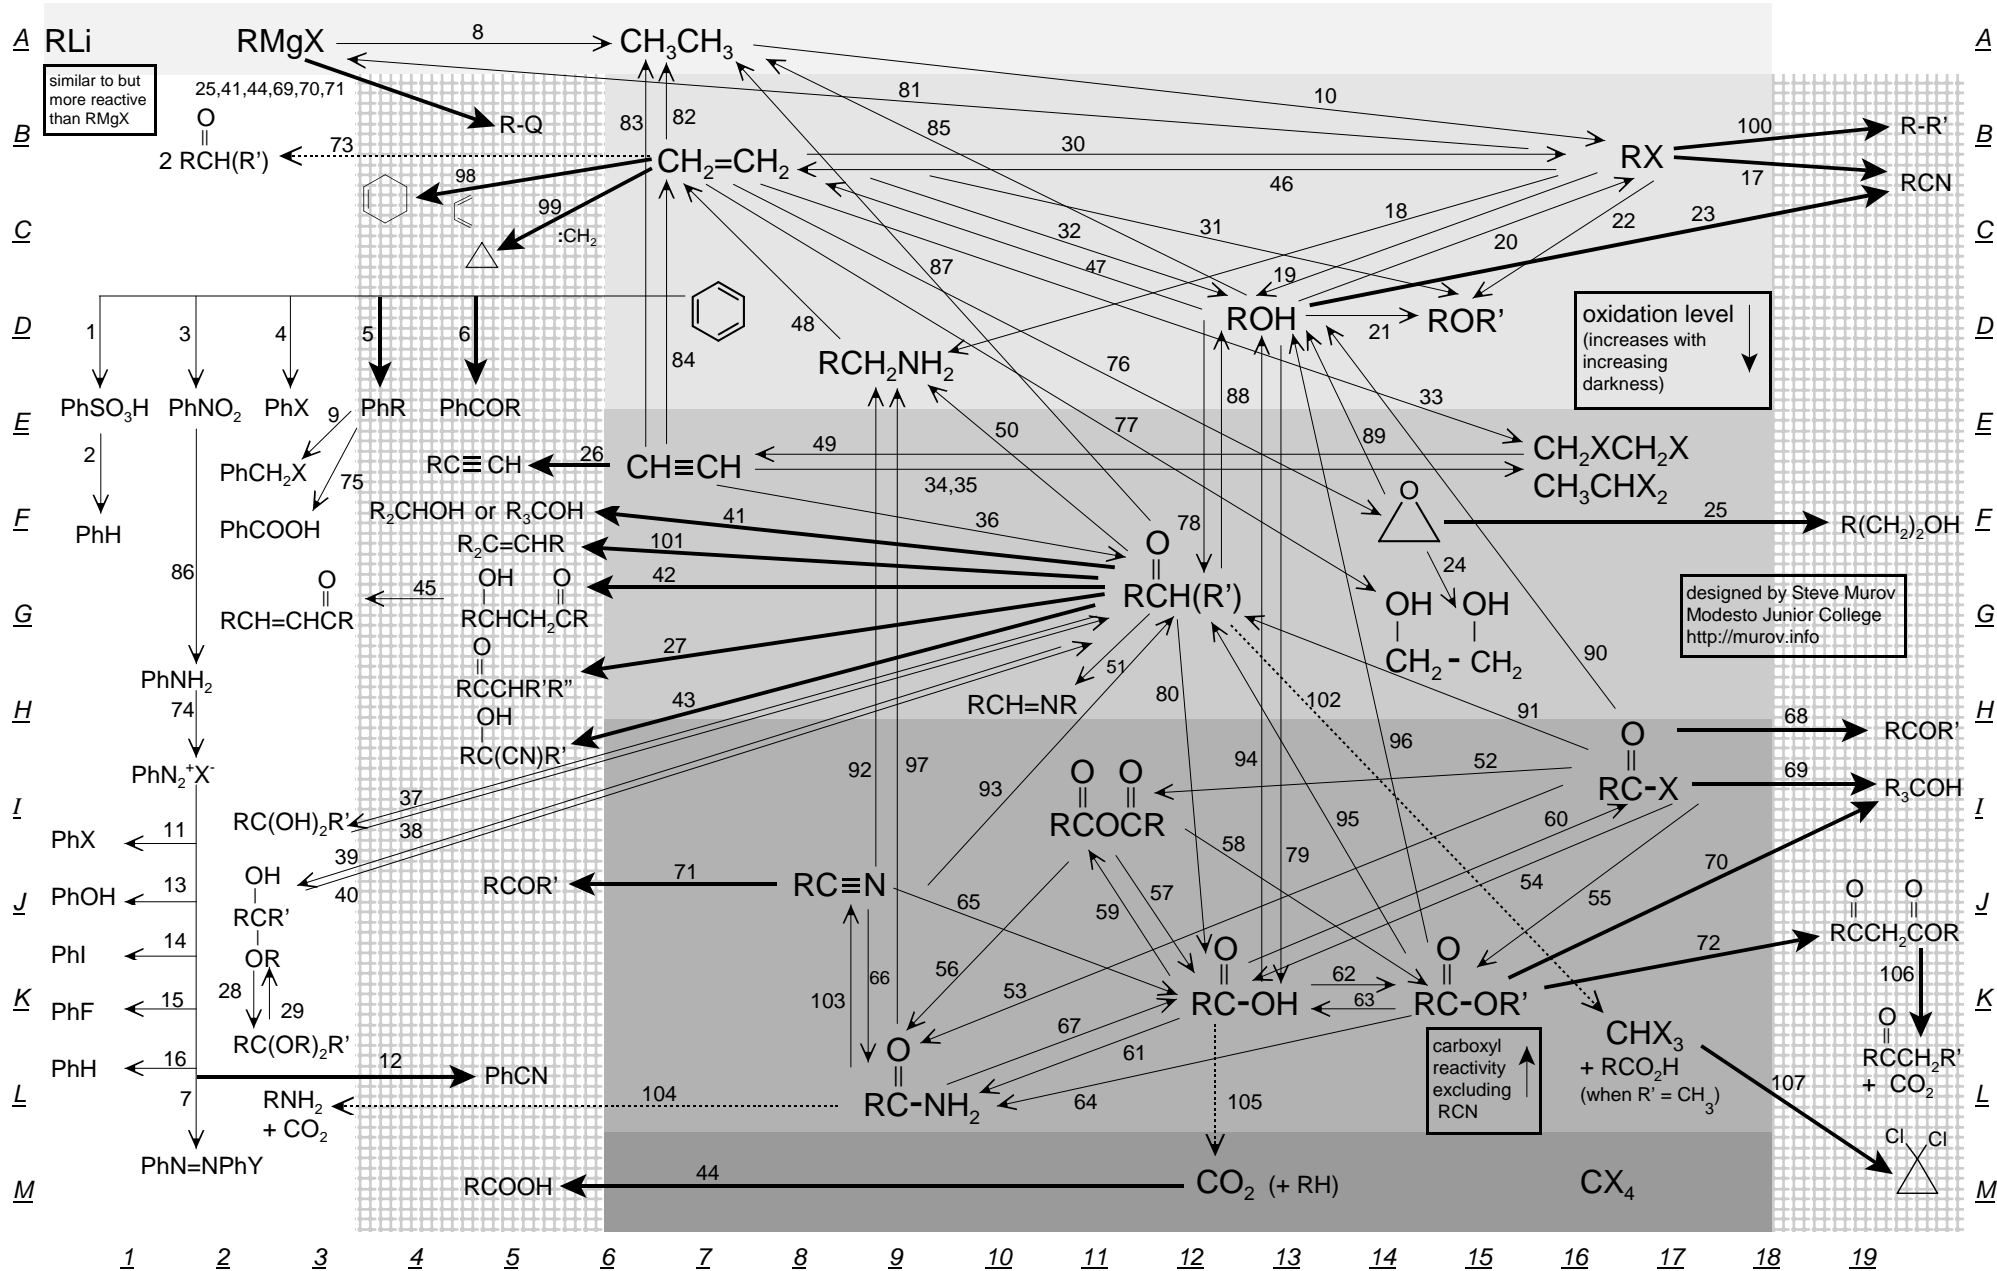 A RLi RMgX 8 CH₃CH₃ A
similar to but
more reactive
than RMgX
25,41,44,69,70,71
81 10
R-Q 83 82 85 30 100 R-R’
B O B
2 RCH(R’) 73 CH₂=CH₂ RX
17 RCN
98 46
99 18 23
:CH₂ 31 22
C 32 20 C
87 47 19
D 1 3 4 5 6 48 ROH 21 ROR’ D
oxidation level
(increases with
increasing
darkness)
84 RCH₂NH₂ 76
88 33
E PhSO₃H PhNO₂ PhX 9 PhR PhCOR E
77 89
50 49
2 PhCH₂X 75 RC≡CH 26 CH≡CH CH₂XCH₂X
34,35 CH₃CHX₂
F PhH PhCOOH R₂CHOH or R₃COH 41 36 78 O 25 R(CH₂)₂OH F
R₂C=CHR 101 O
86 OH O 42 24
O 45
G RCH=CHCR RCHCH₂CR RCH(R’) OH OH G
designed by Steve Murov
Modesto Junior College
http://murov.info
O 27
PhNH₂ RCCHR’R” 51 CH₂-CH₂ 90
H 74 OH 43 RCH=NR 80 102 91 H
RC(CN)R’ O 68 RCOR’
PhN₂⁺X⁻ 92 97 O O 94 96 52
37 93 RC-X 69 R₃COH
I RC(OH)₂R’ 38 RCOCR 95 60 I
PhX 11 58
39 79
OH 40 RCOR’ 71 RC≡N 57 54 70
J PhOH 13 RCR’ 65 59 55 O O J
PhI 14 OR O O RCCH₂COR
72
66 56 62 106
K 28 29 103 53 RC-OH 63 RC-OR’ K
PhF 15 O
RC(OR)₂R’ O 67 CHX₃ RCCH₂R’
PhH 16 12 PhCN 61 + RCO₂H + CO₂
carboxyl
reactivity
excluding
RCN
(when R’ = CH₃) 107
L 7 RNH₂ 104 RC-NH₂ 64 105 L
+ CO₂
PhN=NPhY Cl Cl
M RCOOH 44 CO₂ (+ RH) CX₄ M
1 2 3 4 5 6 7 8 9 10 11 12 13 14 15 16 17 18 19